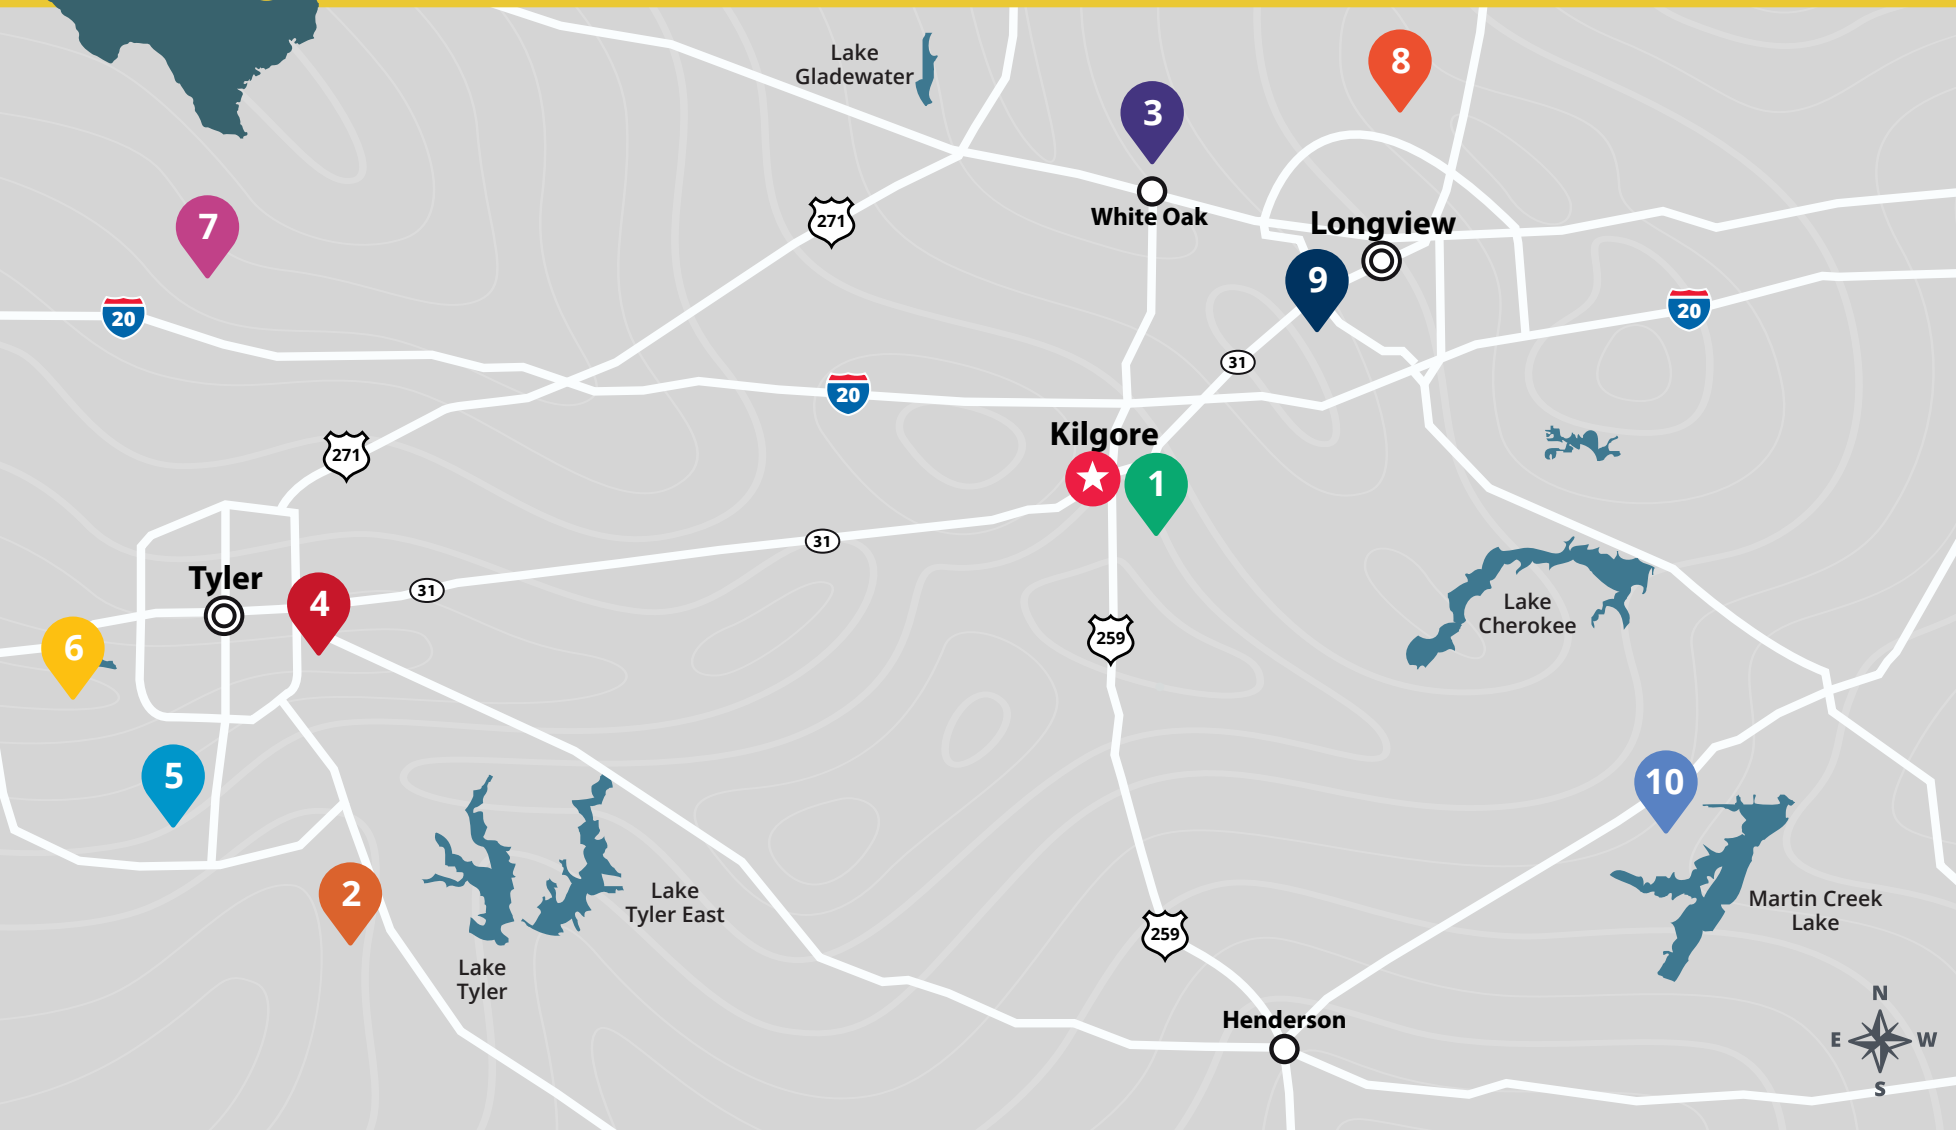 Lake
Gladewater
8
3
7
271
White Oak
Longview
9
20
20
31
20
Kilgore
271
1
31
Tyler
4
31
6
259
Lake
Cherokee
5
10
2
Lake
Tyler East
Martin Creek
Lake
259
Lake
Tyler
N
Henderson
E
W
S